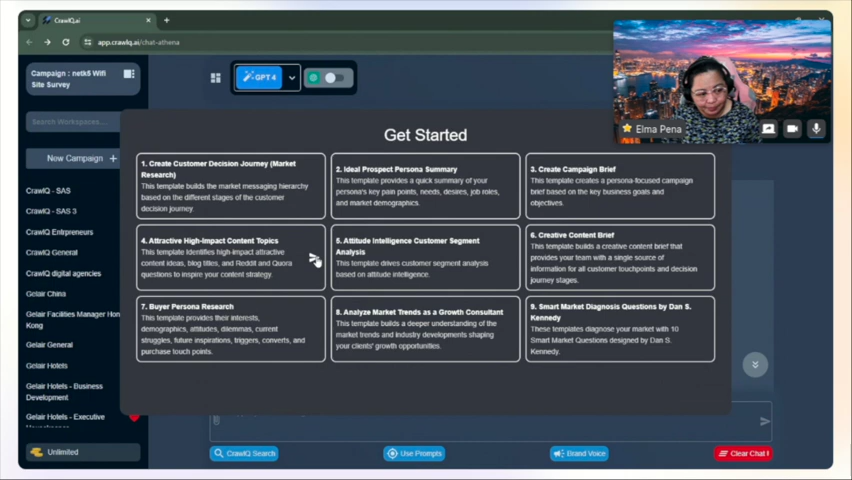 CrawlQ.ai
app.crawlq.ai/chat-athena
Campaign : netk5 Wifi
Site Survey
GPT 4
Elma Pena
Search Workspaces...
New Campaign +
CrawlQ - SAS
CrawlQ - SAS 3
CrawlQ Entrpreneurs
CrawlQ General
CrawlQ digital agencies
Gelair China
Gelair Facilities Manager Hon
Kong
Gelair General
Gelair Hotels
Gelair Hotels - Business
Development
Gelair Hotels - Executive
Unlimited
Get Started
1. Create Customer Decision Journey (Market
Research)
This template builds the market messaging hierarchy
based on the different stages of the customer
decision journey.
2. Ideal Prospect Persona Summary
This template provides a quick summary of your
persona's key pain points, needs, desires, job roles,
and market demographics.
3. Create Campaign Brief
This template creates a persona-focused campaign
brief based on the key business goals and
objectives.
4. Attractive High-Impact Content Topics
This template Identifies high-impact attractive
content ideas, blog titles, and Reddit and Quora
questions to inspire your content strategy.
5. Attitude Intelligence Customer Segment
Analysis
This template drives customer segment analysis
based on attitude intelligence.
6. Creative Content Brief
This template builds a creative content brief that
provides your team with a single source of
information for all customer touchpoints and decision
journey stages.
7. Buyer Persona Research
This template provides their interests,
demographics, attitudes, dilemmas, current
struggles, future inspirations, triggers, converts, and
purchase touch points.
8. Analyze Market Trends as a Growth Consultant
This template builds a deeper understanding of the
market trends and industry developments shaping
your clients' growth opportunities.
9. Smart Market Diagnosis Questions by Dan S.
Kennedy
These templates diagnose your market with 10
Smart Market Questions designed by Dan S.
Kennedy.
CrawlQ Search
Use Prompts
Brand Voice
Clear Chat !